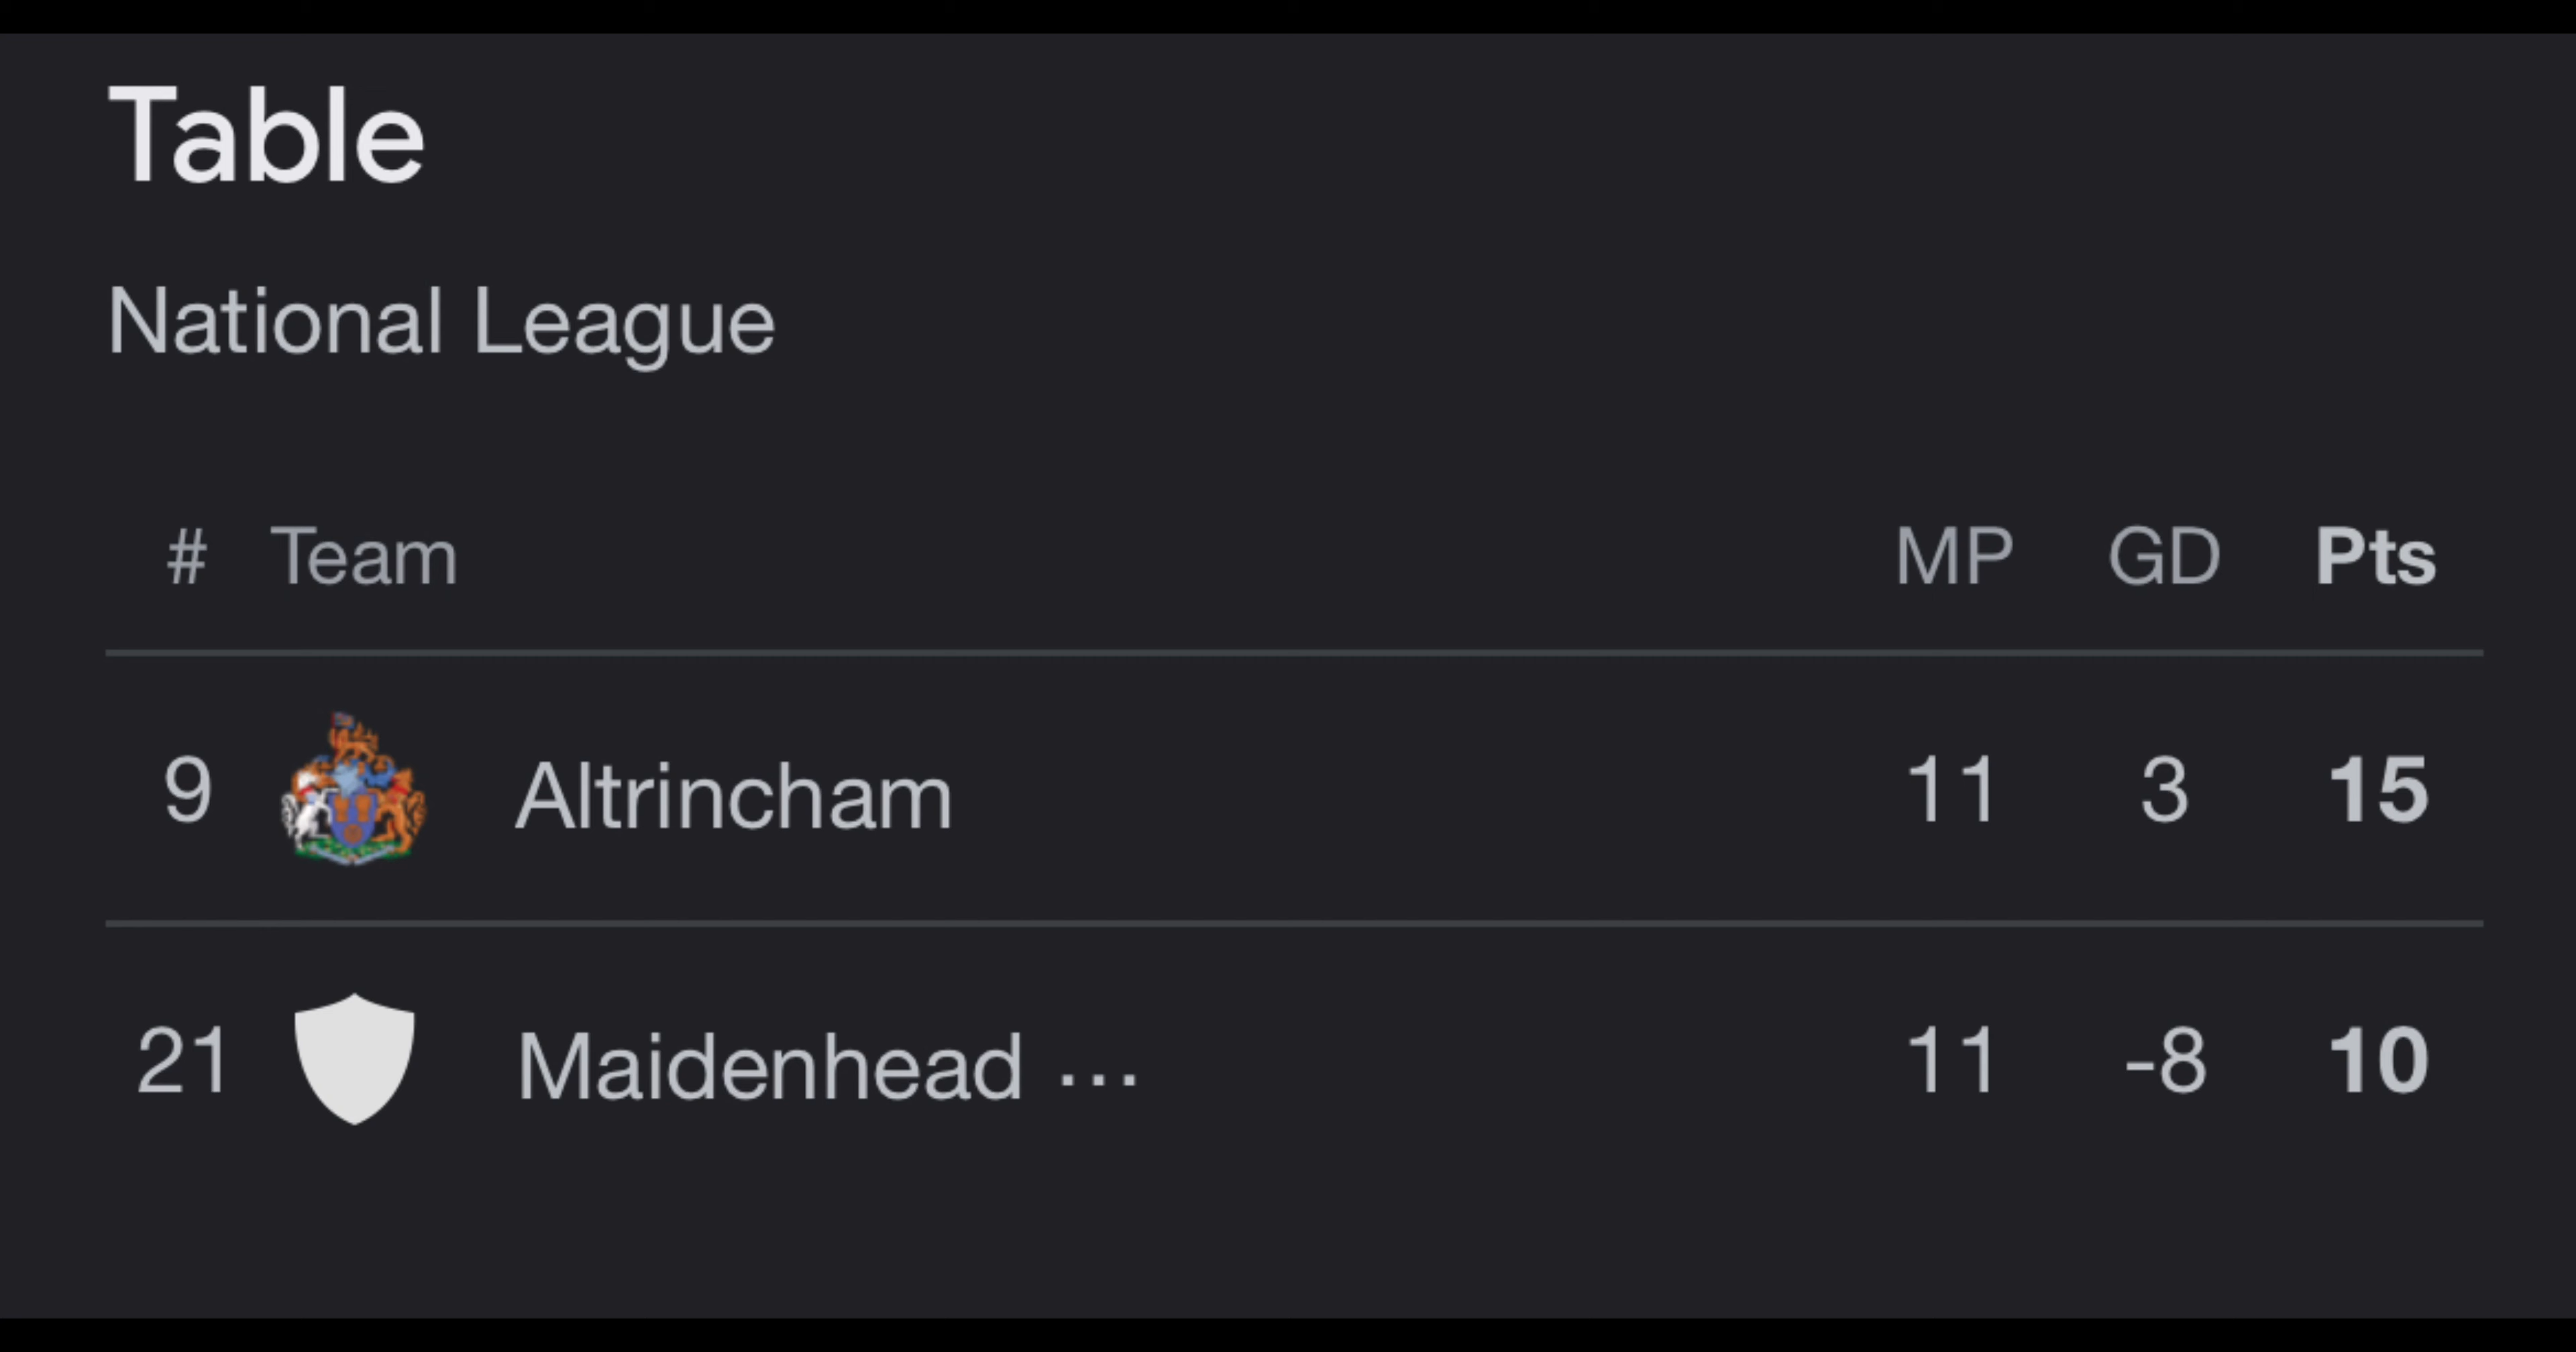 Table
National League
# Team MP GD Pts
9 Altrincham 11 3 15
21 Maidenhead ... 11 -8 10